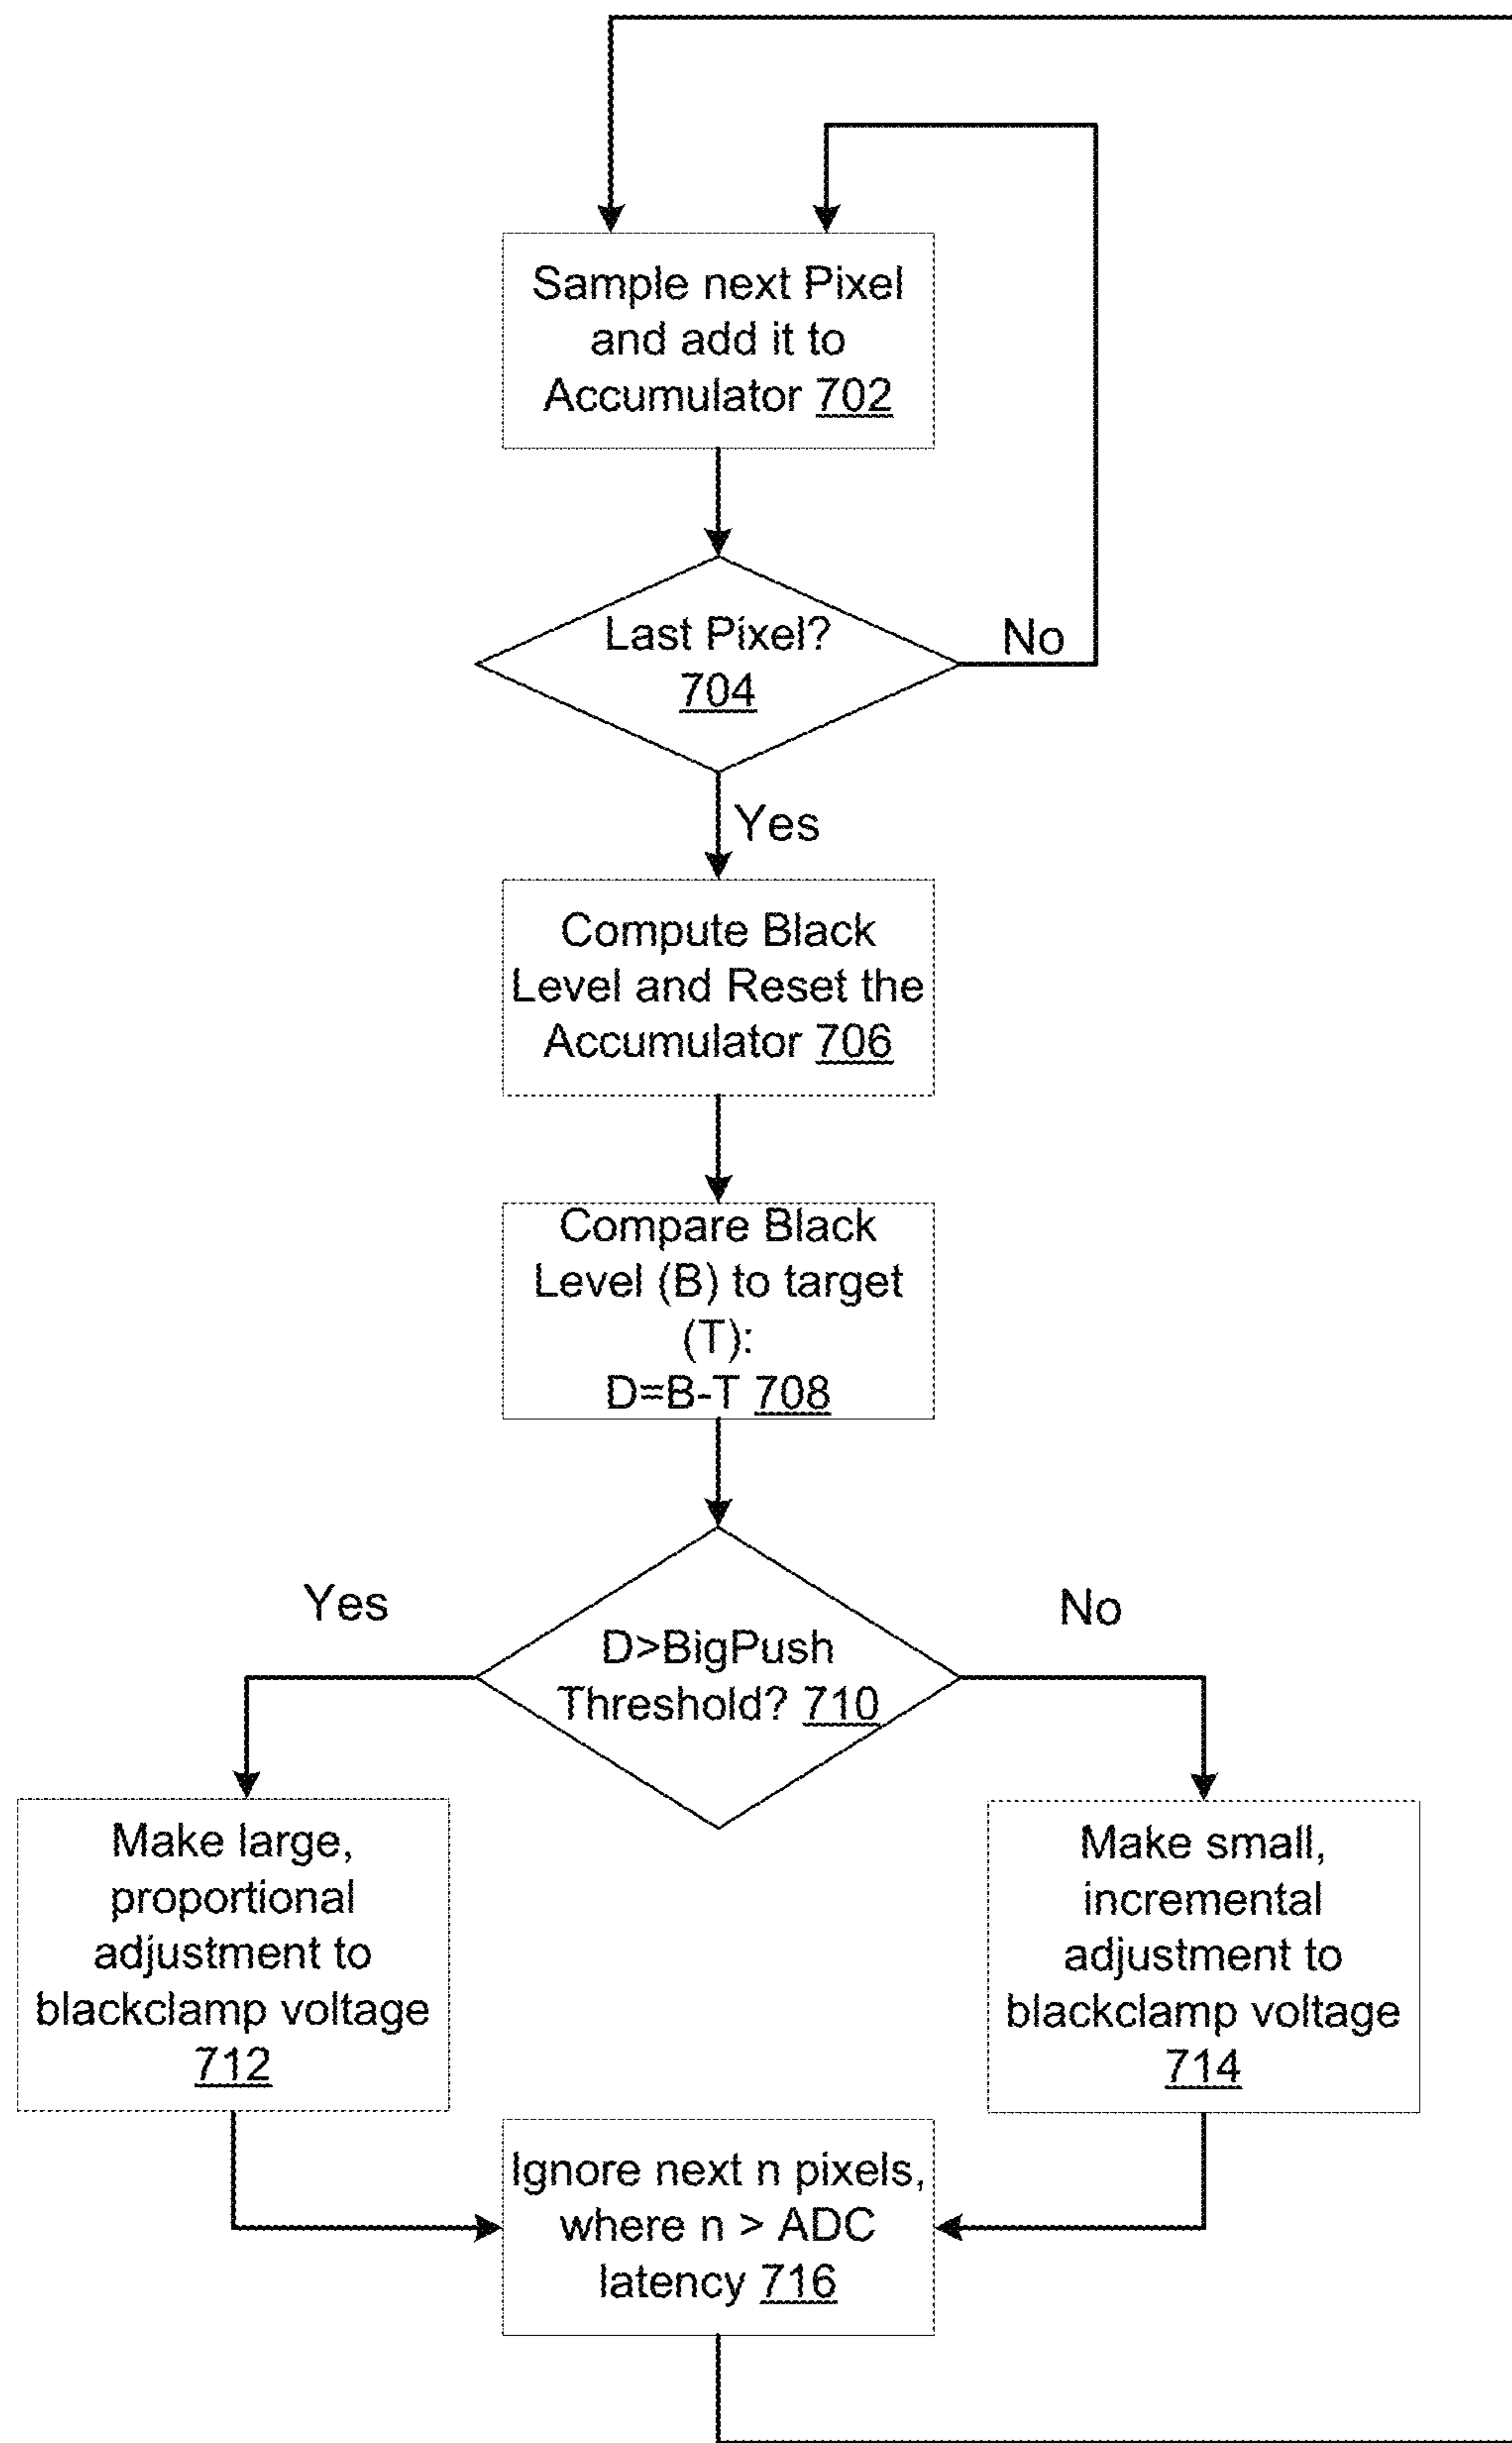 Sample next Pixel
and add it to
Accumulator 702
Last Pixel?
704
No
Yes
Compute Black
Level and Reset the
Accumulator 706
Compare Black
Level (B) to target
(T):
D=B-T 708
Yes
No
D>BigPush
Threshold? 710
Make large,
proportional
adjustment to
blackclamp voltage
712
Make small,
incremental
adjustment to
blackclamp voltage
714
Ignore next n pixels,
where n > ADC
latency 716